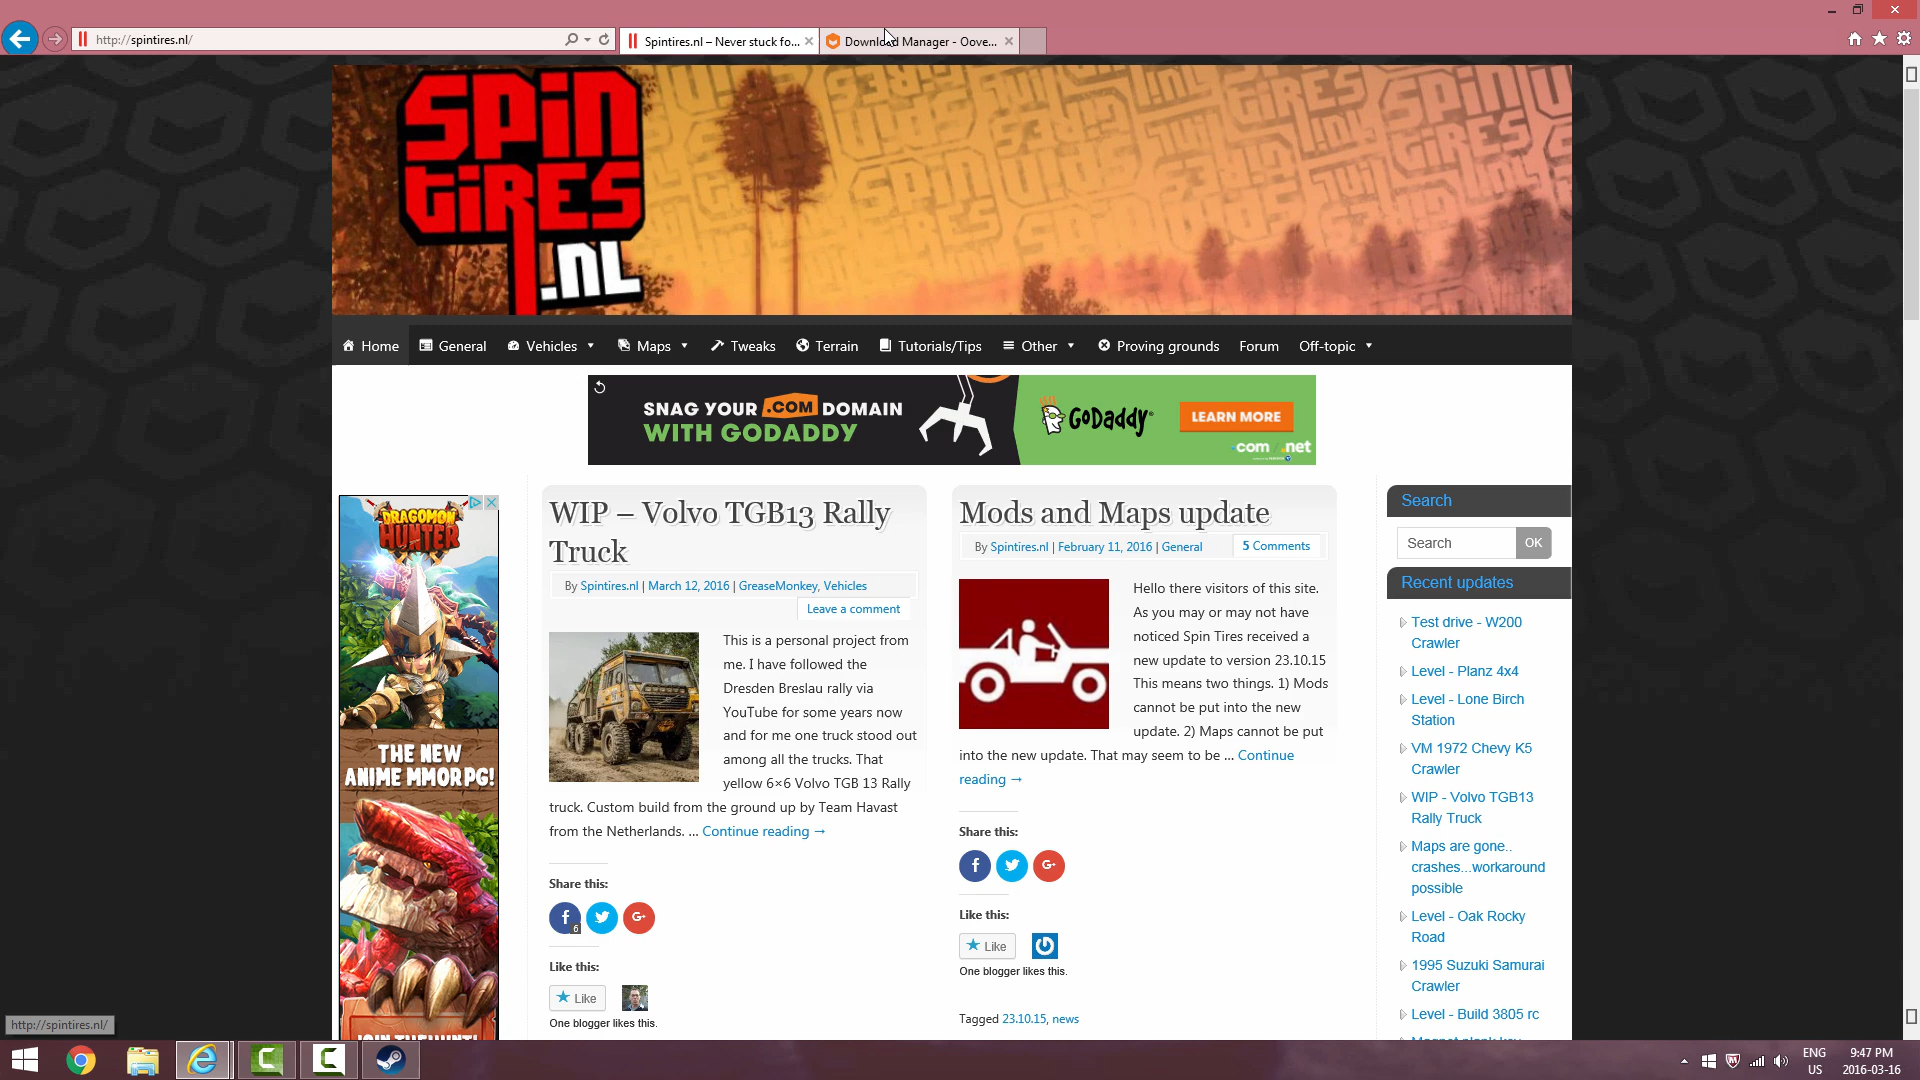 http://spintires.nl/
Spintires.nl – Never stuck fo...
Download Manager - Oove...
SPIN
TIRES
.NL
Home
General
Vehicles
Maps
Tweaks
Terrain
Tutorials/Tips
Other
Proving grounds
Forum
Off-topic
SNAG YOUR .COM DOMAIN
WITH GODADDY
GoDaddy
LEARN MORE
.com .net
DRAGOMON
HUNTER
THE NEW
ANIME MMORPG!
JOIN THE HUNT!
WIP – Volvo TGB13 Rally
Truck
By Spintires.nl | March 12, 2016 | GreaseMonkey, Vehicles
Leave a comment
This is a personal project from
me. I have followed the
Dresden Breslau rally via
YouTube for some years now
and for me one truck stood out
among all the trucks. That
yellow 6×6 Volvo TGB 13 Rally
truck. Custom build from the ground up by Team Havast
from the Netherlands. ... Continue reading →
Share this:
6
Like this:
Like
One blogger likes this.
Mods and Maps update
By Spintires.nl | February 11, 2016 | General
5 Comments
Hello there visitors of this site.
As you may or may not have
noticed Spin Tires received a
new update to version 23.10.15
This means two things. 1) Mods
cannot be put into the new
update. 2) Maps cannot be put
into the new update. That may seem to be ... Continue
reading →
Share this:
Like this:
Like
One blogger likes this.
Tagged 23.10.15, news
Search
Search
OK
Recent updates
Test drive - W200
Crawler
Level - Planz 4x4
Level - Lone Birch
Station
VM 1972 Chevy K5
Crawler
WIP - Volvo TGB13
Rally Truck
Maps are gone..
crashes...workaround
possible
Level - Oak Rocky
Road
1995 Suzuki Samurai
Crawler
Level - Build 3805 rc
http://spintires.nl/
ENG
US
9:47 PM
2016-03-16